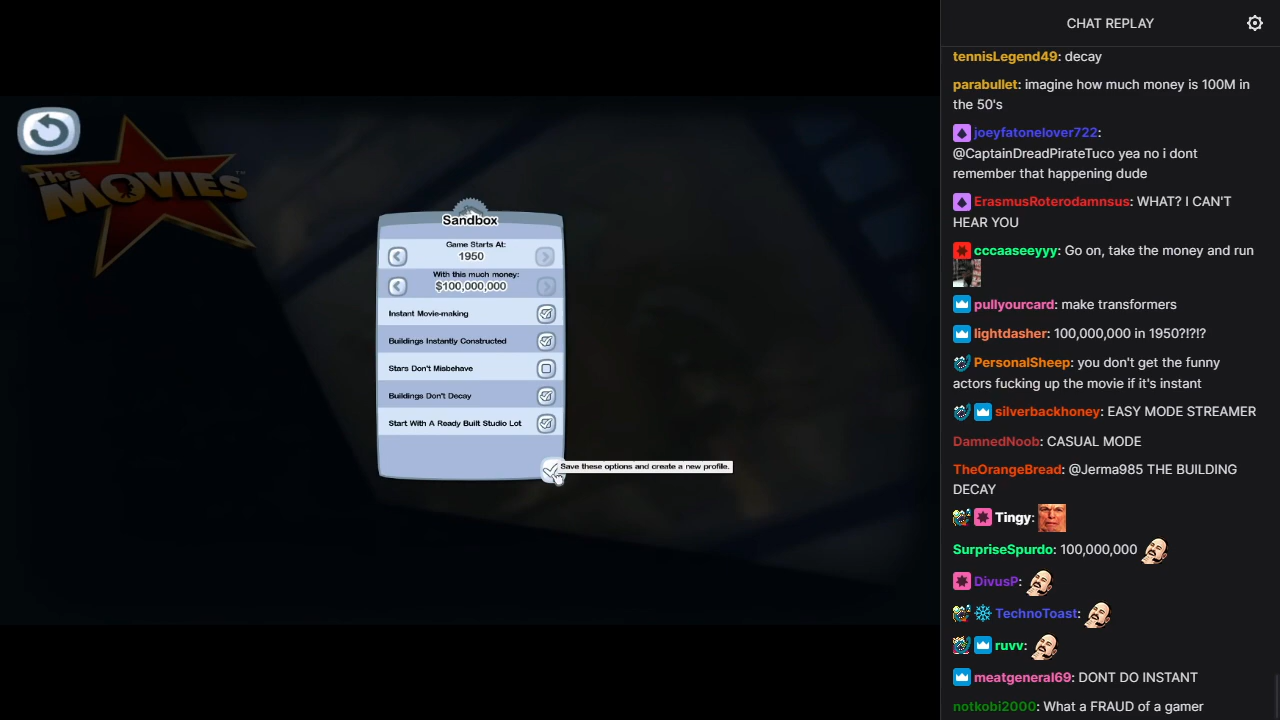 The
MOVIES
Sandbox
Game Starts At:
1950
With this much money:
$100,000,000
Instant Movie-making
Buildings Instantly Constructed
Stars Don't Misbehave
Buildings Don't Decay
Start With A Ready Built Studio Lot
Save these options and create a new profile.
CHAT REPLAY
tennisLegend49: decay
parabullet: imagine how much money is 100M in
the 50's
joeyfatonelover722:
@CaptainDreadPirateTuco yea no i dont
remember that happening dude
ErasmusRoterodamnsus: WHAT? I CAN'T
HEAR YOU
cccaaseeyyy: Go on, take the money and run
pullyourcard: make transformers
lightdasher: 100,000,000 in 1950?!?!?
PersonalSheep: you don't get the funny
actors fucking up the movie if it's instant
silverbackhoney: EASY MODE STREAMER
DamnedNoob: CASUAL MODE
TheOrangeBread: @Jerma985 THE BUILDING
DECAY
Tingy:
SurpriseSpurdo: 100,000,000
DivusP:
TechnoToast:
ruvv:
meatgeneral69: DONT DO INSTANT
notkobi2000: What a FRAUD of a gamer